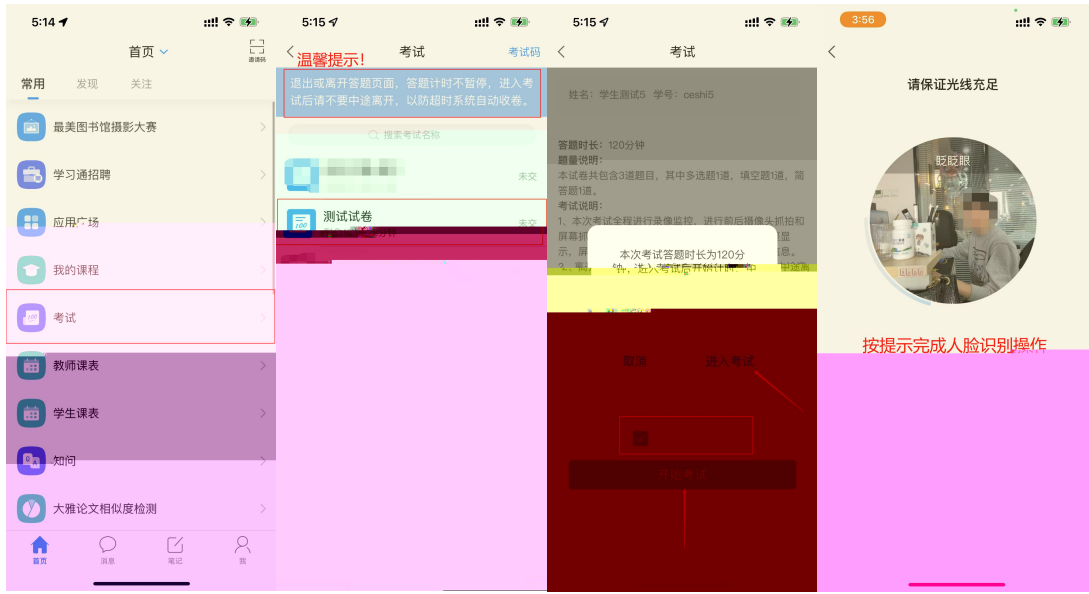 5:14
首页
邀请码
常用
发现
关注
最美图书馆摄影大赛
学习通招聘
应用广场
我的课程
考试
教师课表
学生课表
知问
大雅论文相似度检测
首页
消息
笔记
我
5:15
考试
考试码
温馨提示!
退出或离开答题页面，答题计时不暂停，进入考
试后请不要中途离开，以防超时系统自动收卷。
搜索考试名称
未交
测试试卷
未交
5:15
考试
姓名：学生测试5 学号：ceshi5
答题时长：120分钟
题量说明：
本试卷共包含3道题目，其中多选题1道，填空题1道，简
答题1道。
考试说明：
1、本次考试全程进行录像监控，进行前后摄像头抓拍和
本次考试答题时长为120分
钟，进入考试后开始计时，中
取消
进入考试
开始考试
3:56
请保证光线充足
眨眨眼
按提示完成人脸识别操作